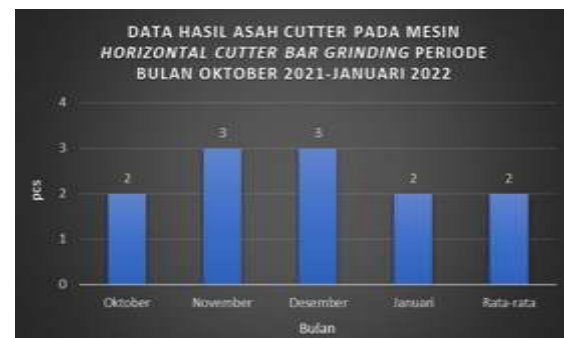 DATA HASIL ASAH CUTTER PADA MESIN
HORIZONTAL CUTTER BAR GRINDING PERIODE
BULAN OKTOBER 2021-JANUARI 2022
4
3
2
1
0
pcs
2
3
3
2
2
Oktober
November
Desember
Januari
Rata-rata
Bulan